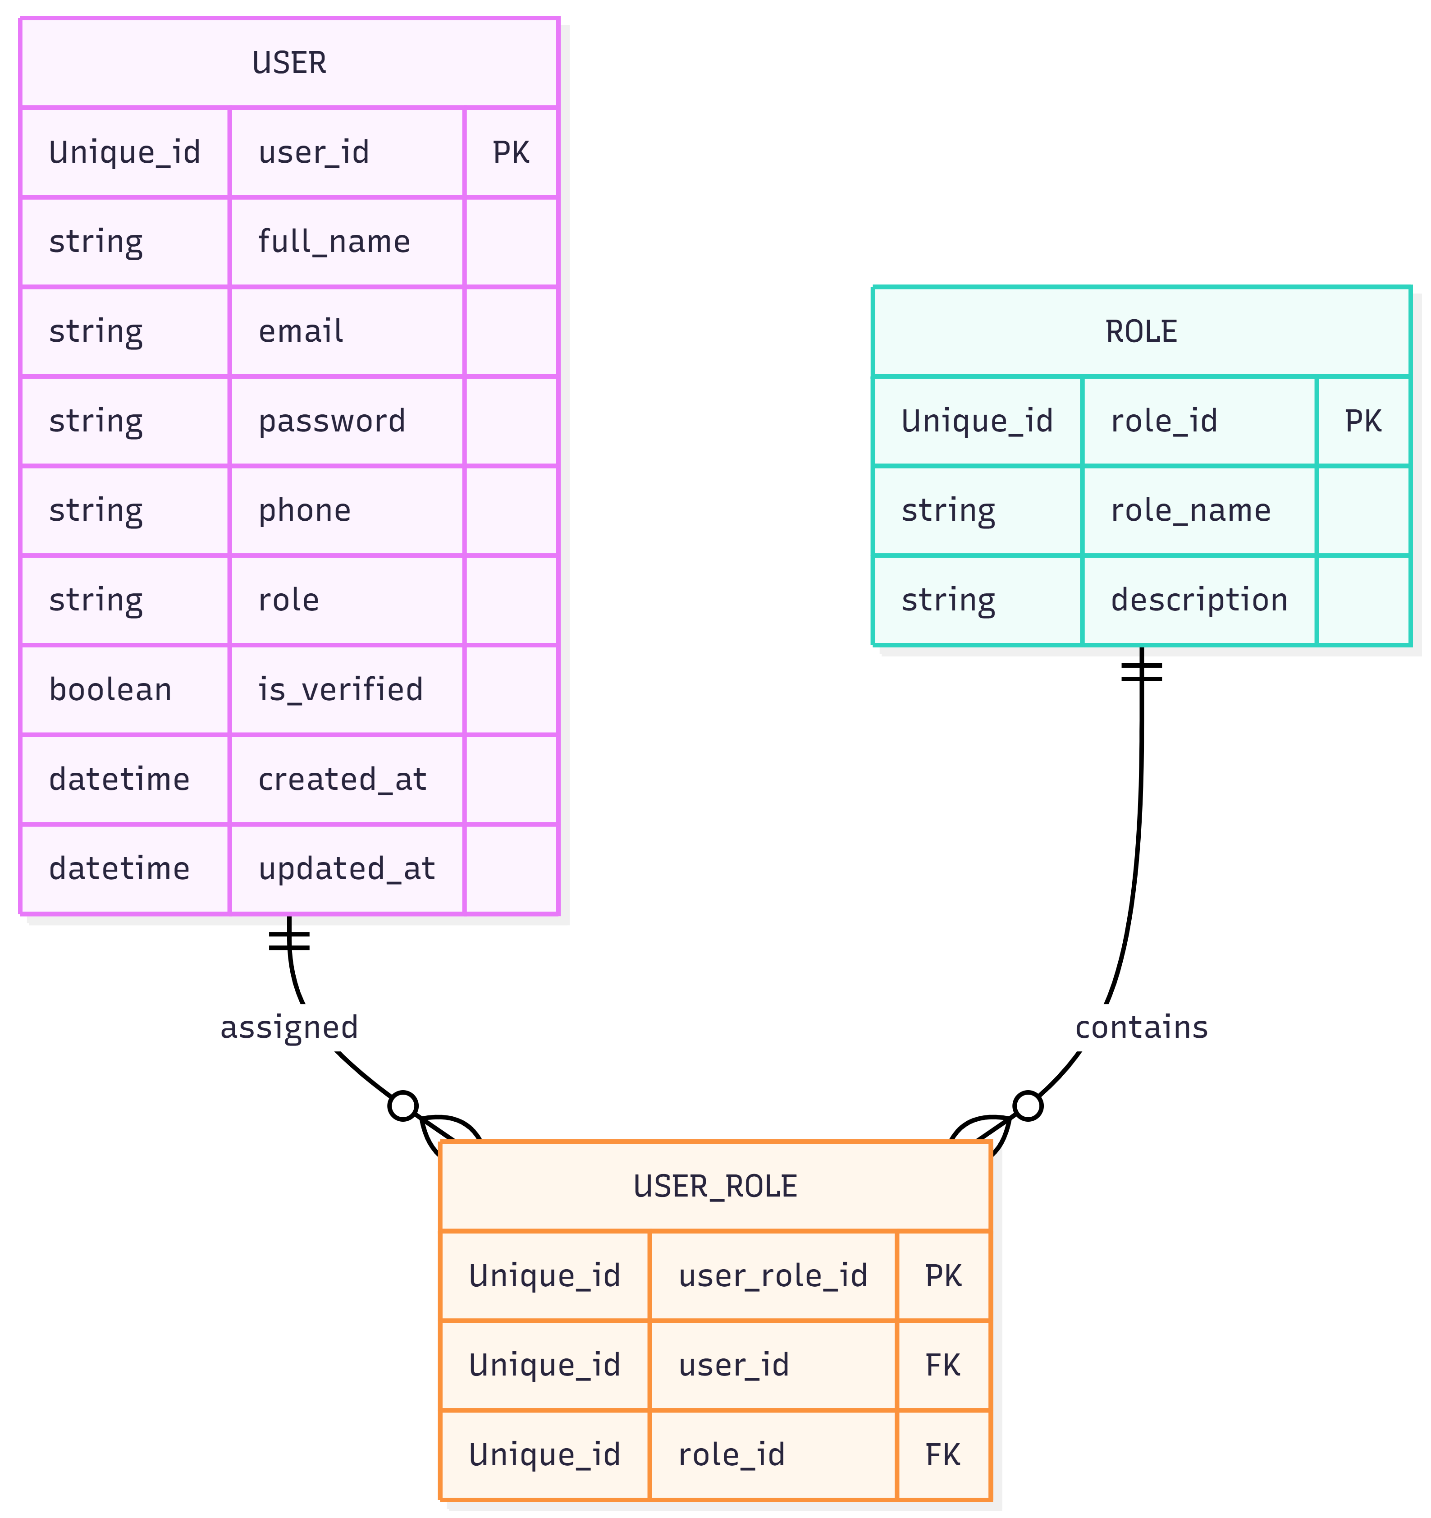 USER
Unique_id user_id PK
string full_name
string email
string password
string phone
string role
boolean is_verified
datetime created_at
datetime updated_at
ROLE
Unique_id role_id PK
string role_name
string description
assigned
contains
USER_ROLE
Unique_id user_role_id PK
Unique_id user_id FK
Unique_id role_id FK